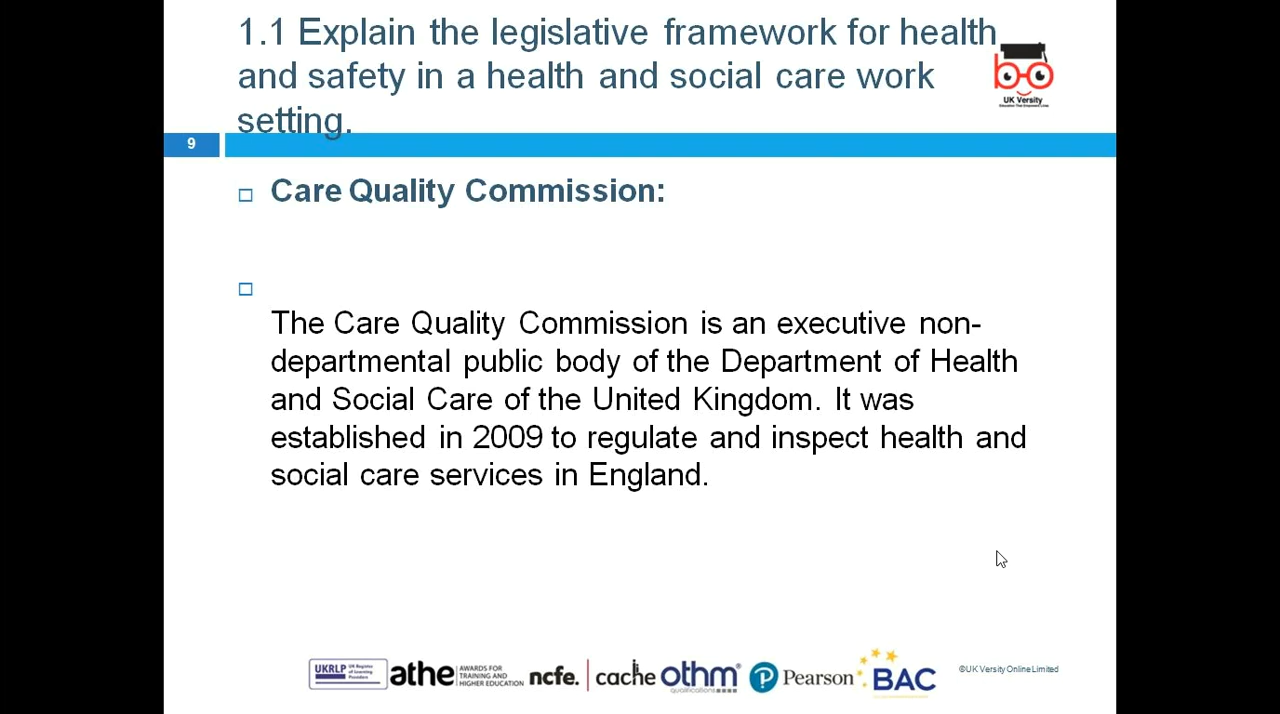 1.1 Explain the legislative framework for health
and safety in a health and social care work
setting.
UK Versity
9
Care Quality Commission:
The Care Quality Commission is an executive non-
departmental public body of the Department of Health
and Social Care of the United Kingdom. It was
established in 2009 to regulate and inspect health and
social care services in England.
UKRLP UK Register of Learning Providers
athe AWARDS FOR TRAINING AND HIGHER EDUCATION
ncfe.
cache
othm qualifications
Pearson
BAC
©UK Versity Online Limited